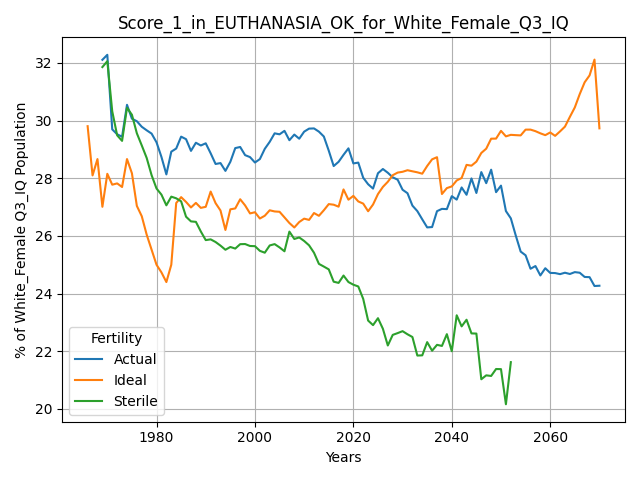 Score_1_in_EUTHANASIA_OK_for_White_Female_Q3_IQ
% of White_Female Q3_IQ Population
32
30
28
26
24
22
20
Fertility
Actual
Ideal
Sterile
1980
2000
2020
2040
2060
Years